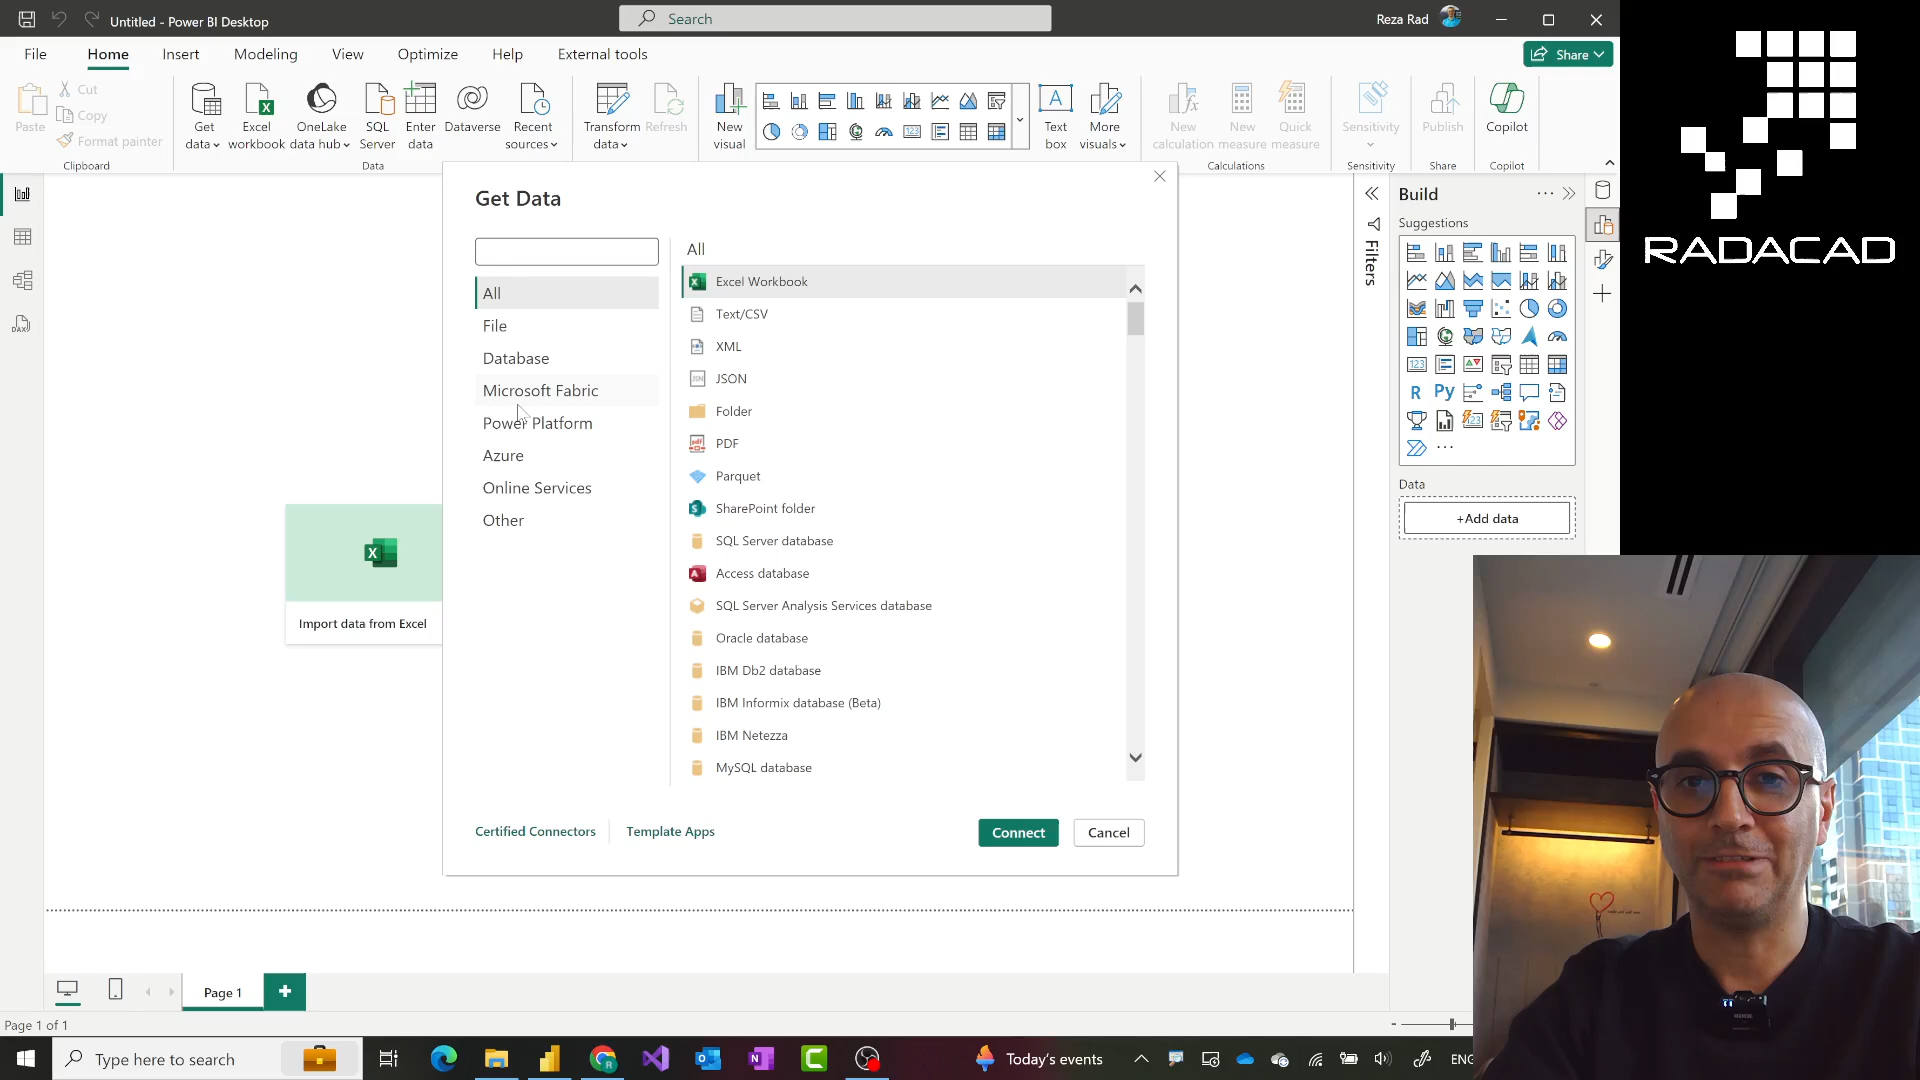 Untitled - Power BI Desktop
Search
Reza Rad
File
Home
Insert
Modeling
View
Optimize
Help
External tools
Share
Paste
Cut
Copy
Format painter
Clipboard
Get data
Excel workbook
OneLake data hub
SQL Server
Enter data
Dataverse
Recent sources
Data
Transform data
Refresh
New visual
Text box
More visuals
New calculation
New measure
Quick measure
Calculations
Sensitivity
Sensitivity
Publish
Share
Copilot
Copilot
RADACAD
Get Data
All
File
Database
Microsoft Fabric
Power Platform
Azure
Online Services
Other
All
Excel Workbook
Text/CSV
XML
JSON
Folder
PDF
Parquet
SharePoint folder
SQL Server database
Access database
SQL Server Analysis Services database
Oracle database
IBM Db2 database
IBM Informix database (Beta)
IBM Netezza
MySQL database
Certified Connectors
Template Apps
Connect
Cancel
Import data from Excel
Filters
Build
Suggestions
R
Py
Data
+Add data
Page 1
Page 1 of 1
Type here to search
Today's events
ENG